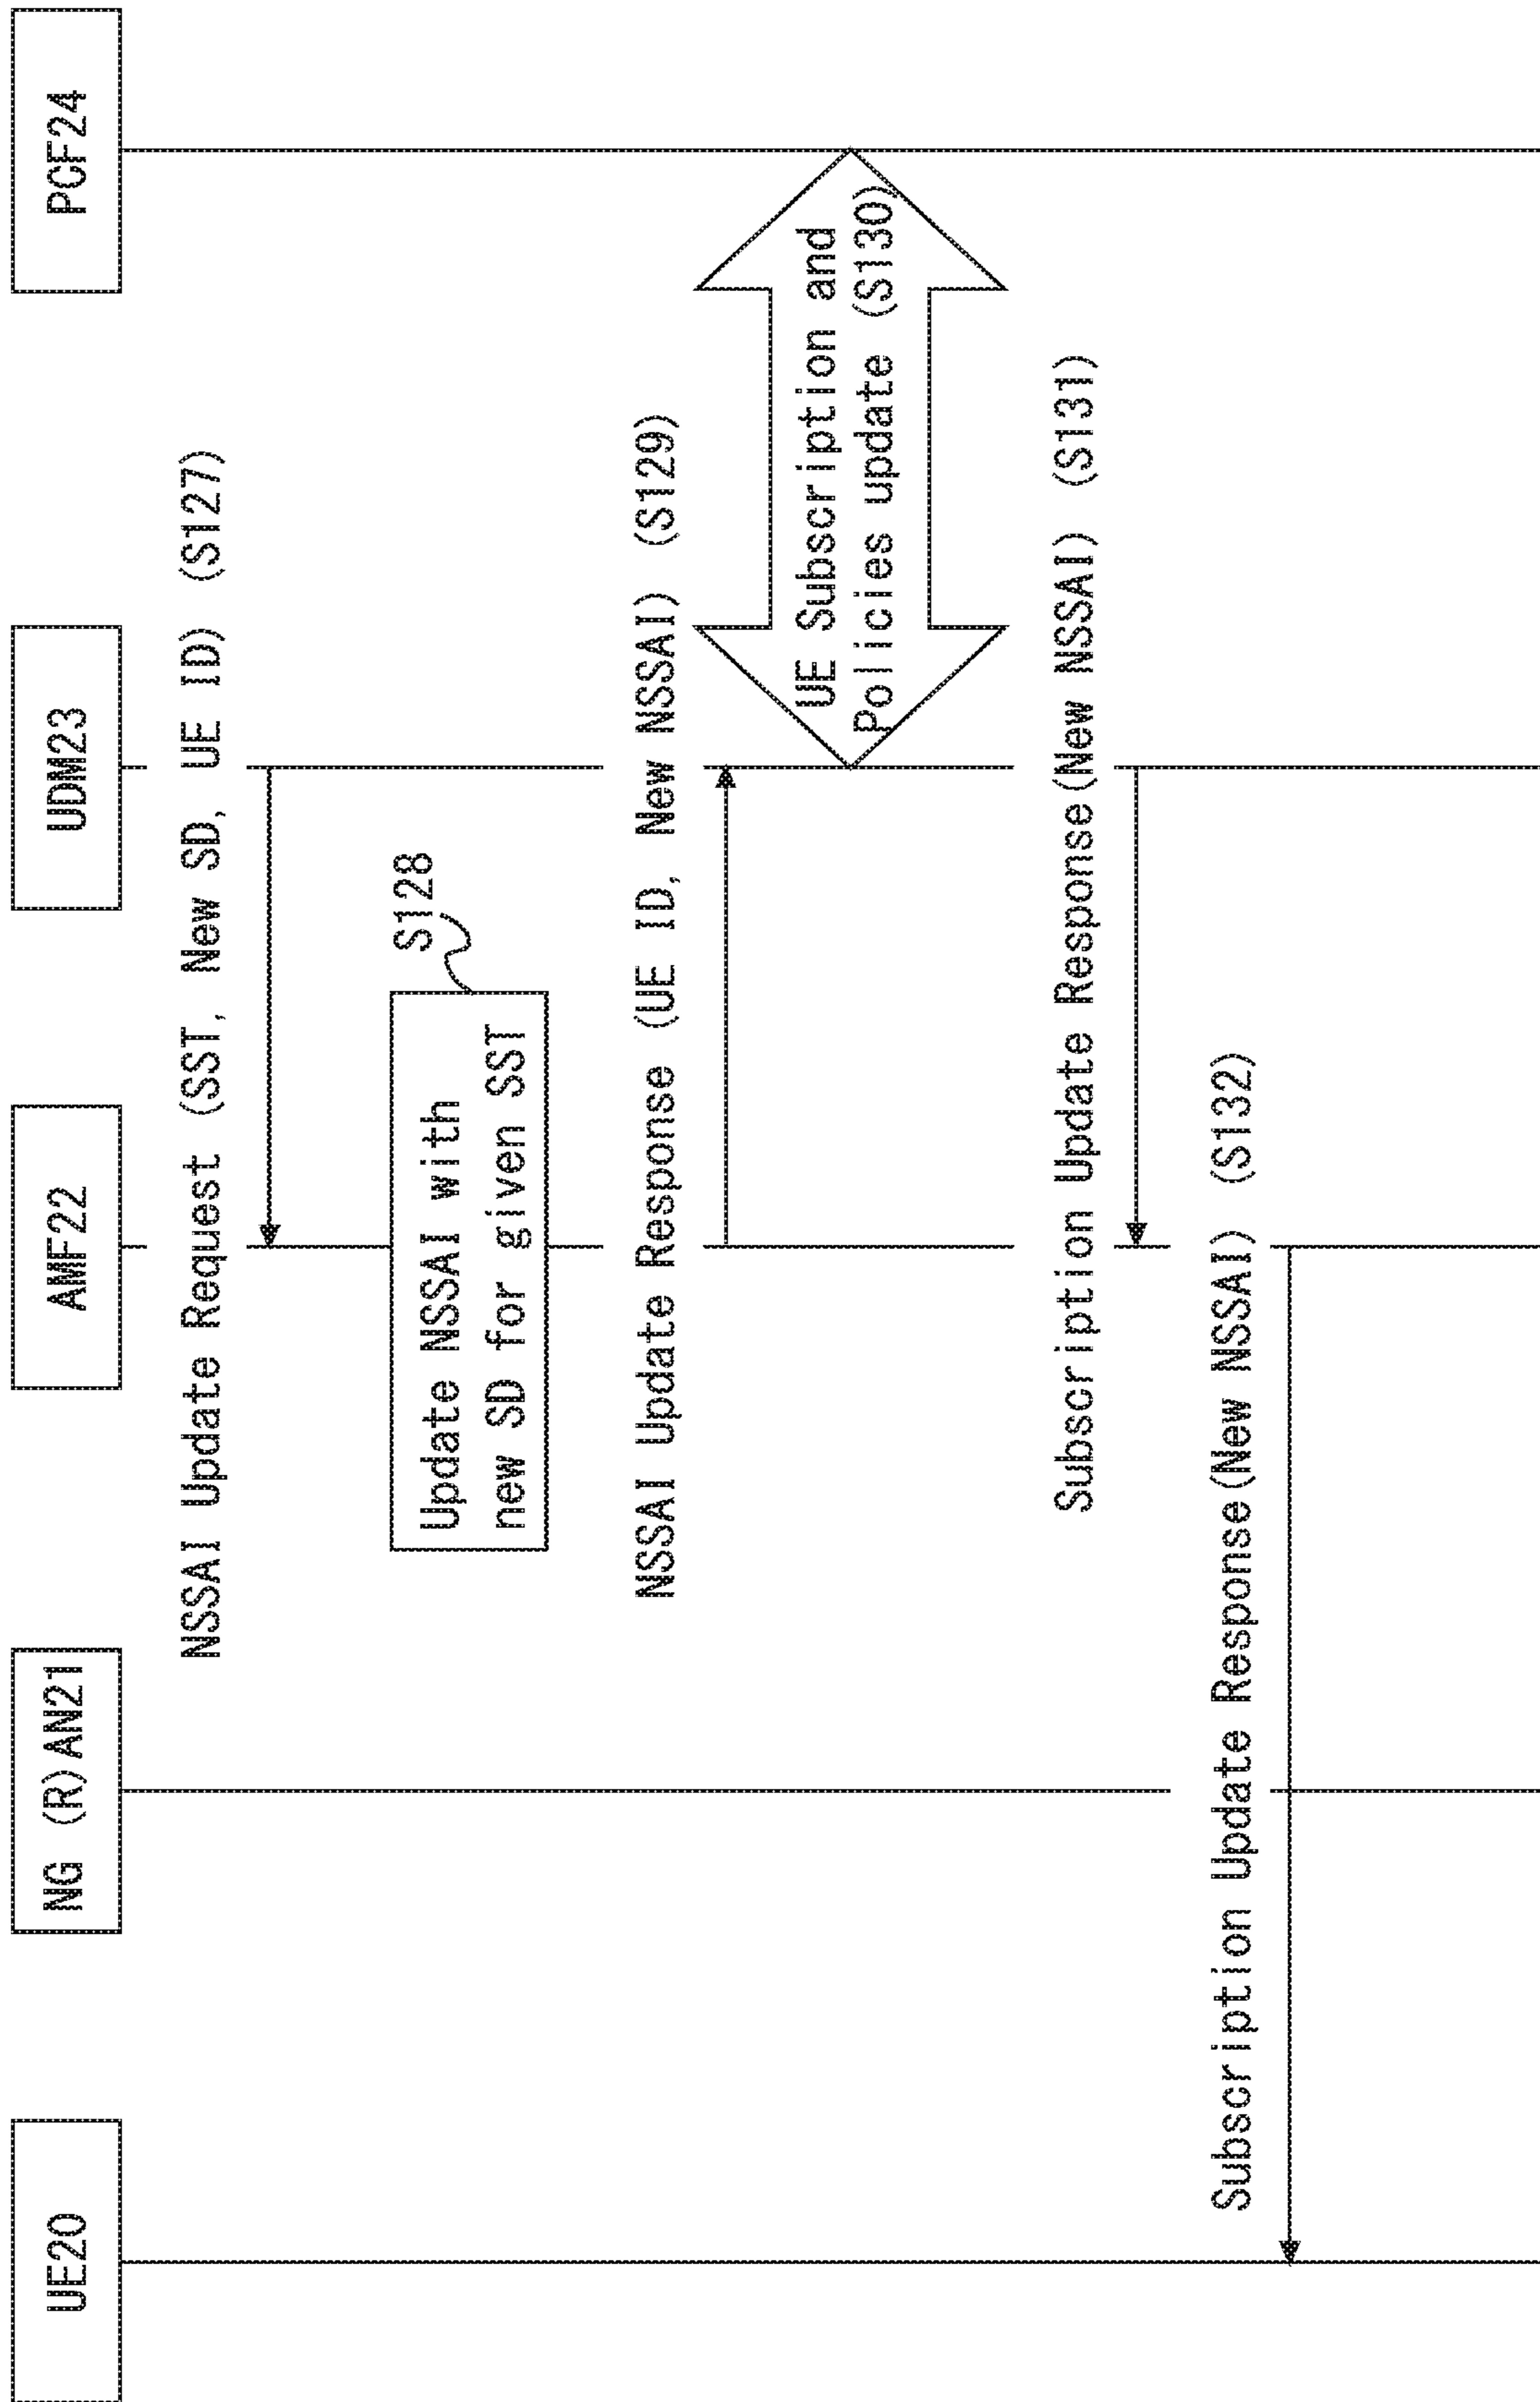 UE20
NG (R)AN21
AMF22
UDM23
PCF24
NSSAI Update Request (SST, New SD, UE ID) (S127)
S128
Update NSSAI with
new SD for given SST
NSSAI Update Response (UE ID, New NSSAI) (S129)
UE Subscription and
Policies update (S130)
Subscription Update Response(New NSSAI) (S131)
Subscription Update Response(New NSSAI) (S132)